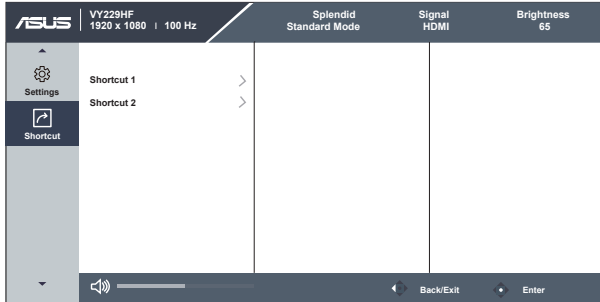 ASUS
VY229HF
1920 x 1080 | 100 Hz
Splendid
Standard Mode
Signal
HDMI
Brightness
65
Settings
Shortcut
Shortcut 1
Shortcut 2
Back/Exit
Enter